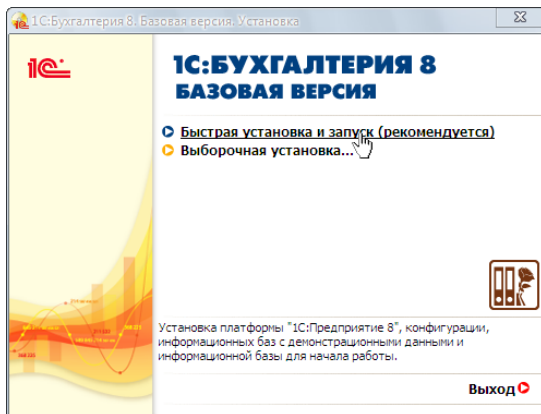 1С:Бухгалтерия 8. Базовая версия. Установка
1С:БУХГАЛТЕРИЯ 8
БАЗОВАЯ ВЕРСИЯ
Быстрая установка и запуск (рекомендуется)
Выборочная установка...
Установка платформы "1С:Предприятие 8", конфигурации,
информационных баз с демонстрационными данными и
информационной базы для начала работы.
Выход